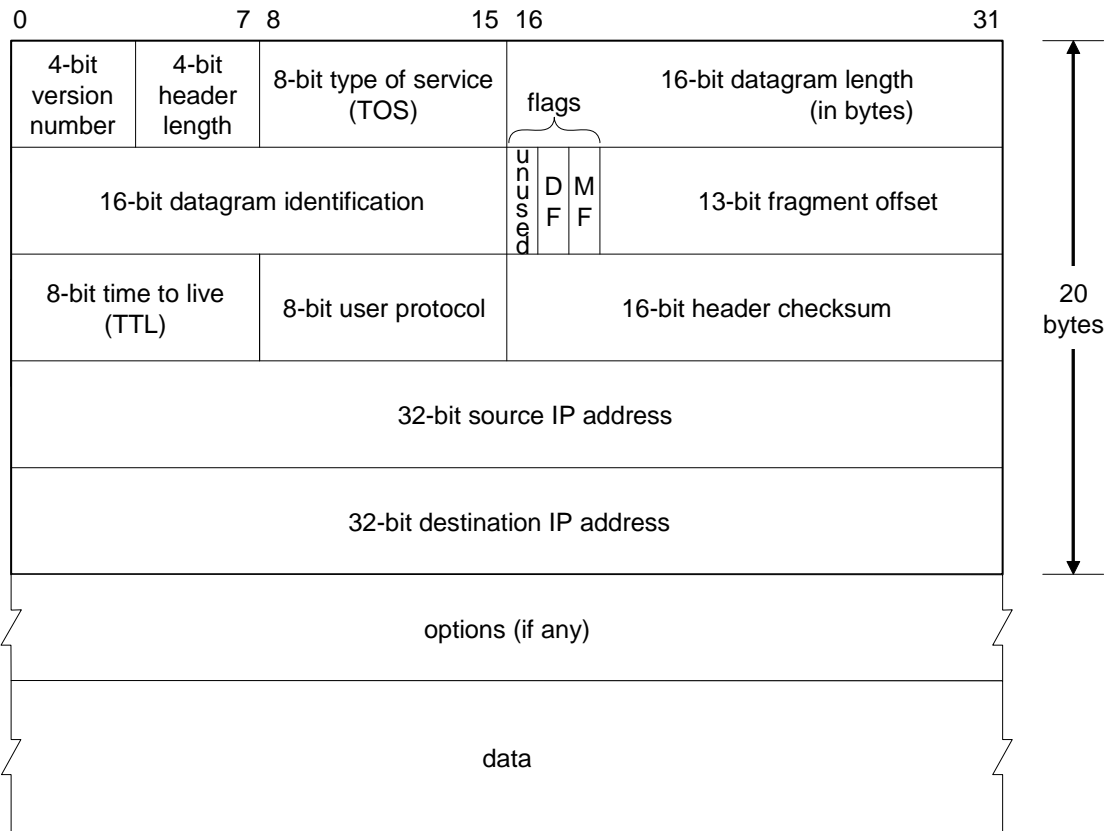 0 7 8 15 16 31
4-bit
version
number
4-bit
header
length
8-bit type of service
(TOS)
16-bit datagram length
(in bytes)
flags
16-bit datagram identification
unused
DF
MF
13-bit fragment offset
8-bit time to live
(TTL)
8-bit user protocol
16-bit header checksum
20
bytes
32-bit source IP address
32-bit destination IP address
options (if any)
data